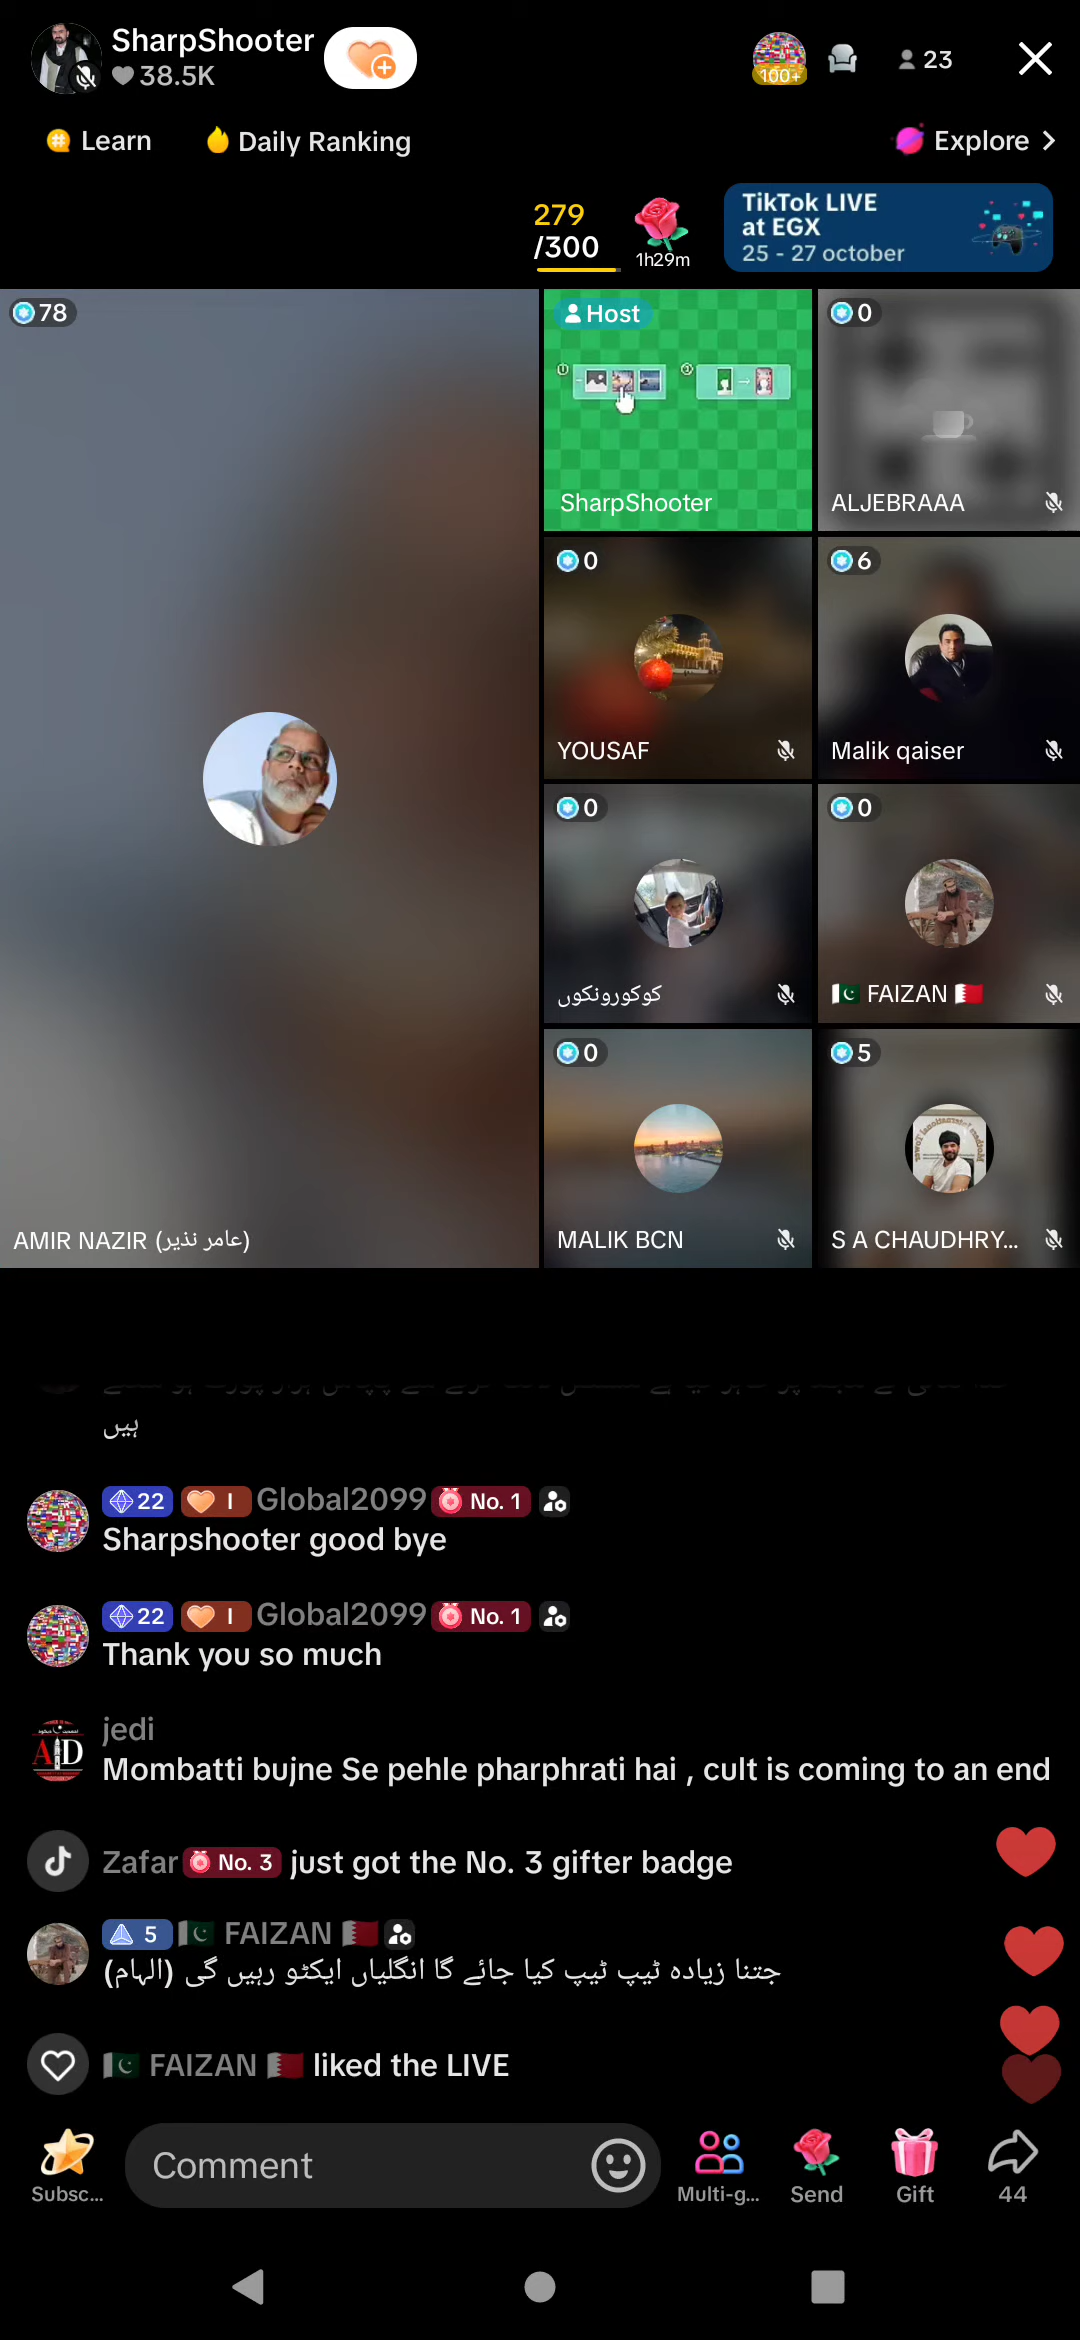 SharpShooter
38.5K
100+
23
Learn
Daily Ranking
Explore
279
/300
1h29m
TikTok LIVE
at EGX
25 - 27 october
78
Host
SharpShooter
0
ALJEBRAAA
0
YOUSAF
6
Malik qaiser
0
کوکورونکوں
0
FAIZAN
0
MALIK BCN
5
S A CHAUDHRY...
AMIR NAZIR (عامر نذیر)
ہیں
22 I Global2099 No. 1
Sharpshooter good bye
22 I Global2099 No. 1
Thank you so much
jedi
Mombatti bujne Se pehle pharphrati hai , cult is coming to an end
Zafar No. 3 just got the No. 3 gifter badge
5 FAIZAN
جتنا زیادہ ٹیپ ٹیپ کیا جائے گا انگلیاں ایکٹو رہیں گی (الہام)
FAIZAN liked the LIVE
Subsc...
Comment
Multi-g...
Send
Gift
44